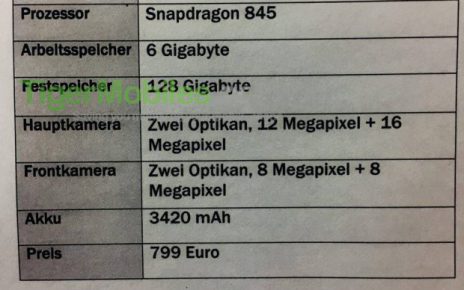 Prozessor Snapdragon 845
Arbeitsspeicher 6 Gigabyte
Festspeicher 128 Gigabyte
TigerMobiles
Hauptkamera Zwei Optikan, 12 Megapixel + 16
Megapixel
Frontkamera Zwei Optikan, 8 Megapixel + 8
Megapixel
Akku 3420 mAh
Preis 799 Euro